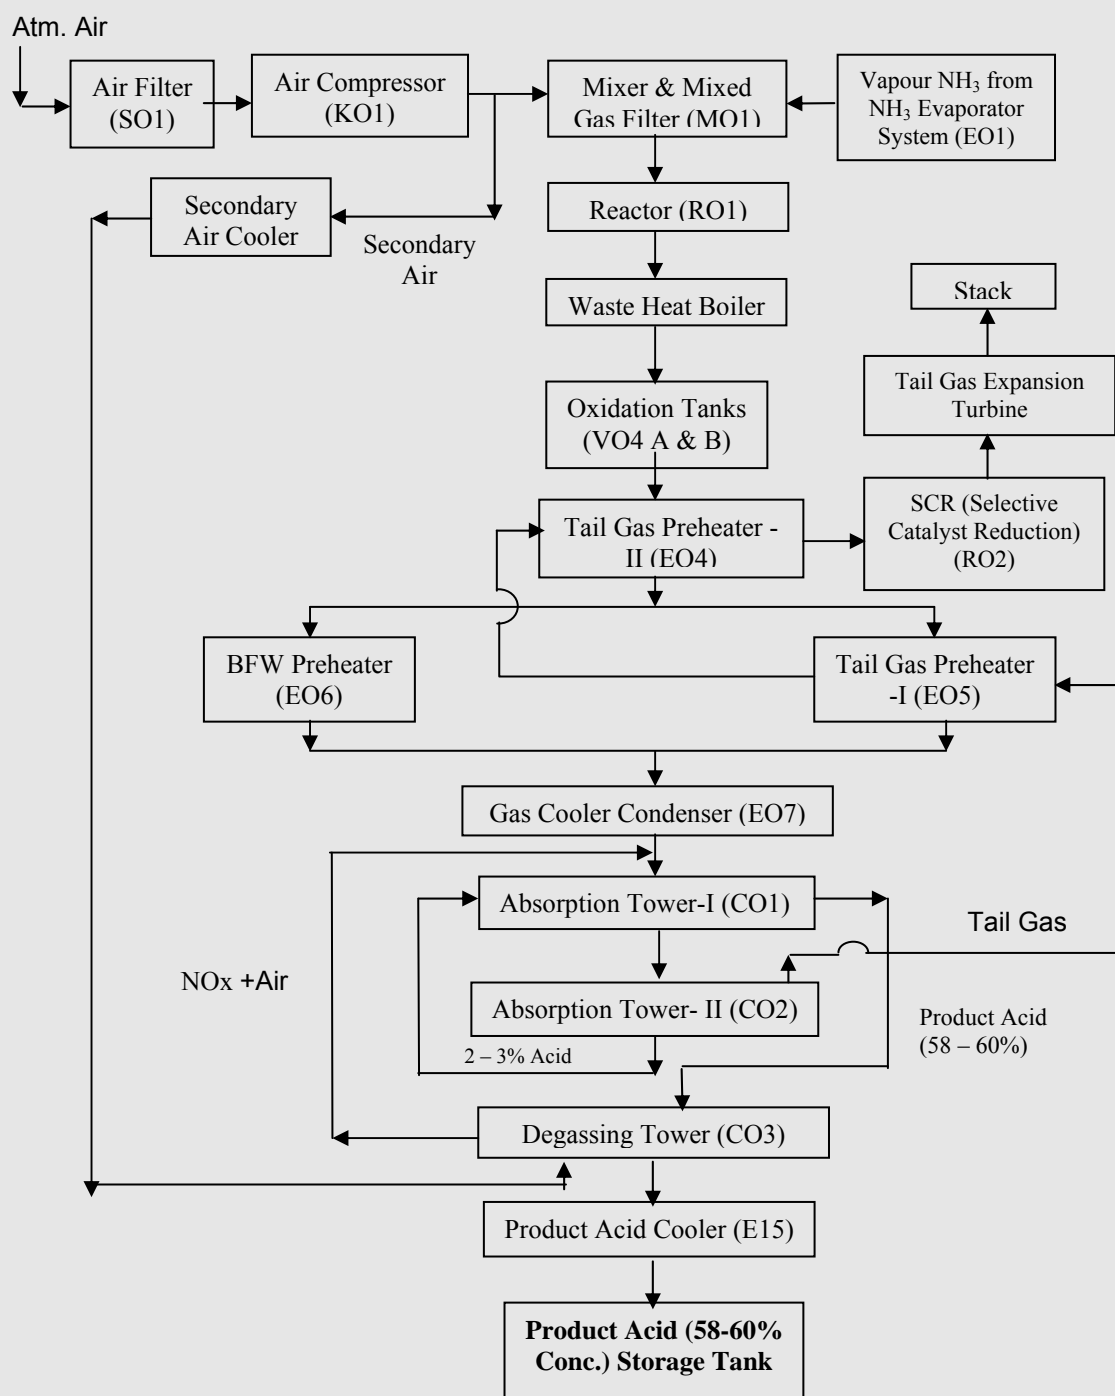 Atm. Air
Air Filter
(SO1)
Air Compressor
(KO1)
Mixer & Mixed
Gas Filter (MO1)
Vapour NH₃ from
NH₃ Evaporator
System (EO1)
Secondary
Air Cooler
Secondary
Air
Reactor (RO1)
Waste Heat Boiler
Stack
Oxidation Tanks
(VO4 A & B)
Tail Gas Expansion
Turbine
Tail Gas Preheater -
II (EO4)
SCR (Selective
Catalyst Reduction)
(RO2)
BFW Preheater
(EO6)
Tail Gas Preheater
-I (EO5)
Gas Cooler Condenser (EO7)
Absorption Tower-I (CO1)
Tail Gas
NOx +Air
Absorption Tower- II (CO2)
Product Acid
(58 – 60%)
2 – 3% Acid
Degassing Tower (CO3)
Product Acid Cooler (E15)
Product Acid (58-60%
Conc.) Storage Tank